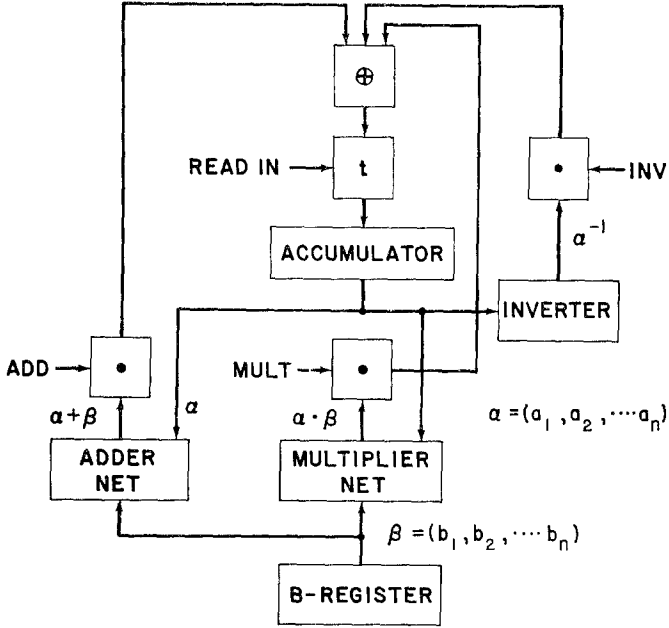 ⊕
READ IN
t
•
INV
ACCUMULATOR
α⁻¹
INVERTER
ADD
•
MULT
•
α+β
α
α·β
α=(a₁,a₂,····aₙ)
ADDER
NET
MULTIPLIER
NET
β=(b₁,b₂,····bₙ)
B-REGISTER